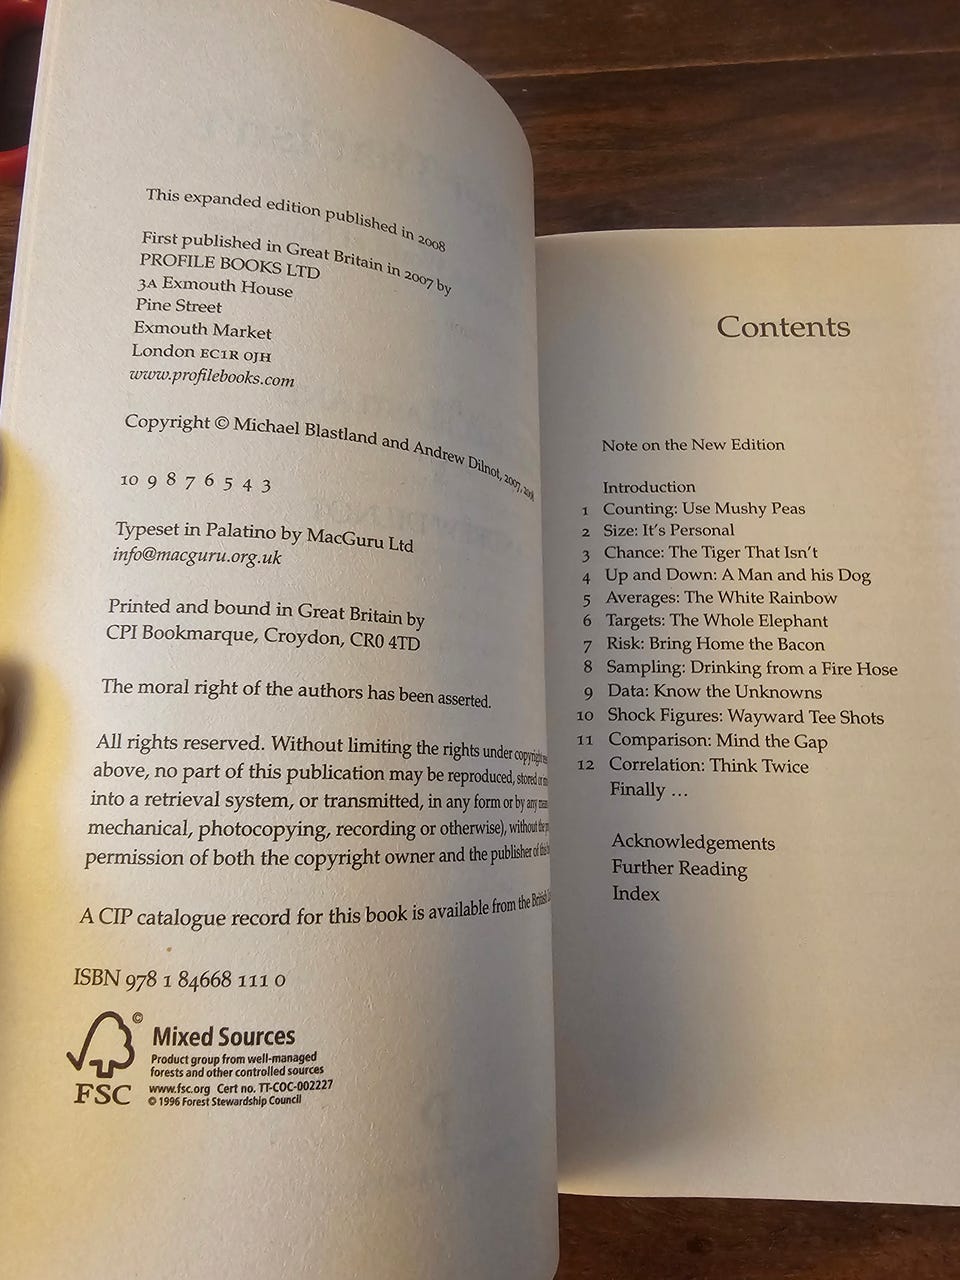 This expanded edition published in 2008
First published in Great Britain in 2007 by
PROFILE BOOKS LTD
3A Exmouth House
Pine Street
Exmouth Market
London EC1R 0JH
www.profilebooks.com
Copyright © Michael Blastland and Andrew Dilnot, 2007, 2008
10 9 8 7 6 5 4 3
Typeset in Palatino by MacGuru Ltd
info@macguru.org.uk
Printed and bound in Great Britain by
CPI Bookmarque, Croydon, CR0 4TD
The moral right of the authors has been asserted.
All rights reserved. Without limiting the rights under copyright
above, no part of this publication may be reproduced, stored or
into a retrieval system, or transmitted, in any form or by any
mechanical, photocopying, recording or otherwise), without the
permission of both the copyright owner and the publisher of this
A CIP catalogue record for this book is available from the British
ISBN 978 1 84668 111 0
©
Mixed Sources
Product group from well-managed
forests and other controlled sources
www.fsc.org Cert no. TT-COC-002227
© 1996 Forest Stewardship Council
FSC
Contents
Note on the New Edition
Introduction
1 Counting: Use Mushy Peas
2 Size: It's Personal
3 Chance: The Tiger That Isn't
4 Up and Down: A Man and his Dog
5 Averages: The White Rainbow
6 Targets: The Whole Elephant
7 Risk: Bring Home the Bacon
8 Sampling: Drinking from a Fire Hose
9 Data: Know the Unknowns
10 Shock Figures: Wayward Tee Shots
11 Comparison: Mind the Gap
12 Correlation: Think Twice
Finally …
Acknowledgements
Further Reading
Index